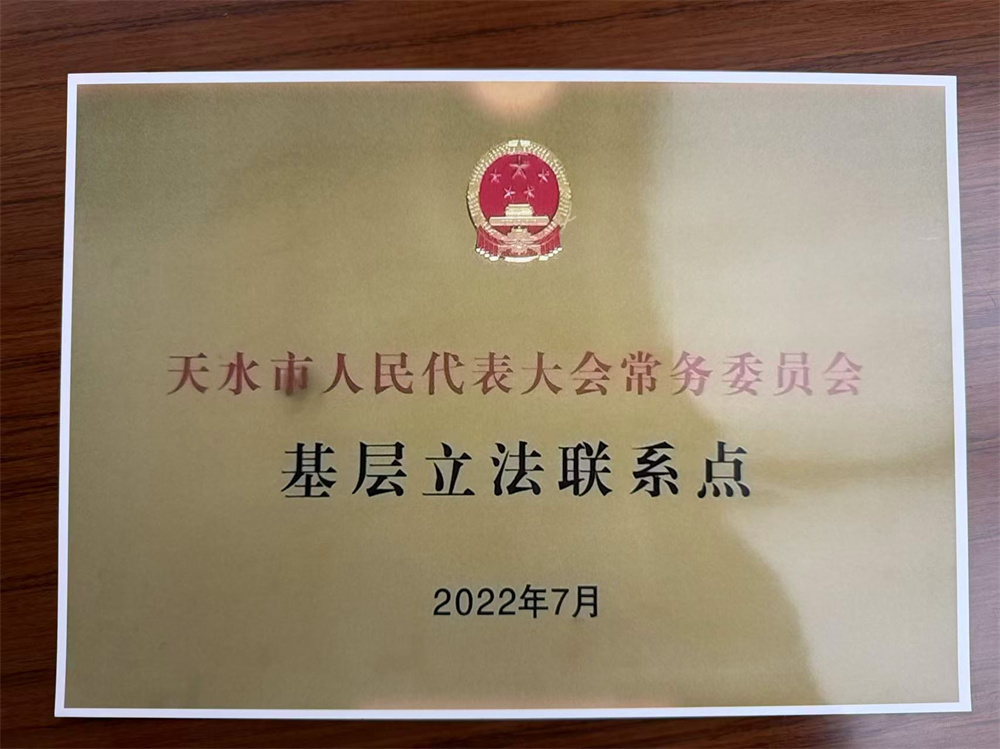 天水市人民代表大会常务委员会
基层立法联系点
2022年7月